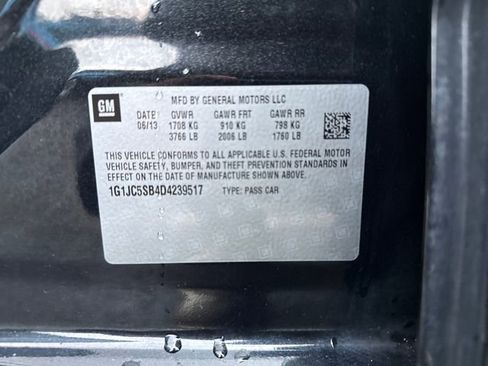 GM
MFD BY GENERAL MOTORS LLC
DATE GVWR GAWR FRT GAWR RR
06/13 1708 KG 910 KG 798 KG
3766 LB 2006 LB 1760 LB
THIS VEHICLE CONFORMS TO ALL APPLICABLE U.S. FEDERAL MOTOR
VEHICLE SAFETY, BUMPER, AND THEFT PREVENTION STANDARDS IN
EFFECT ON THE DATE OF MANUFACTURE SHOWN ABOVE.
1G1JC5SB4D4239517 TYPE: PASS CAR